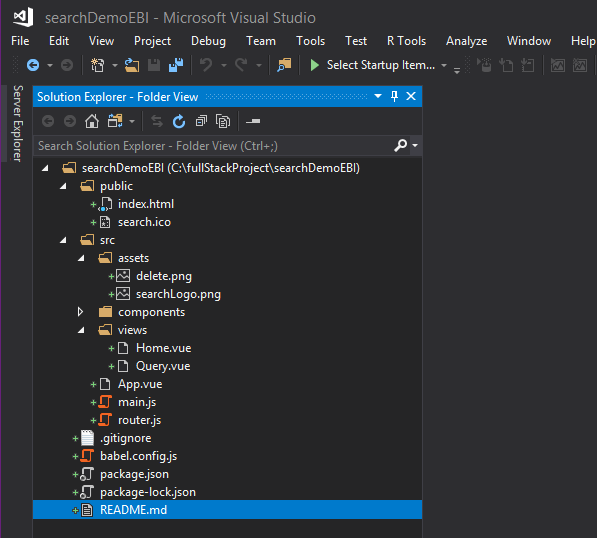 searchDemoEBI - Microsoft Visual Studio
File Edit View Project Debug Team Tools Test R Tools Analyze Window Help
Select Startup Item...
Server Explorer
Solution Explorer - Folder View
Search Solution Explorer - Folder View (Ctrl+;)
searchDemoEBI (C:\fullStackProject\searchDemoEBI)
public
index.html
search.ico
src
assets
delete.png
searchLogo.png
components
views
Home.vue
Query.vue
App.vue
main.js
router.js
.gitignore
babel.config.js
package.json
package-lock.json
README.md